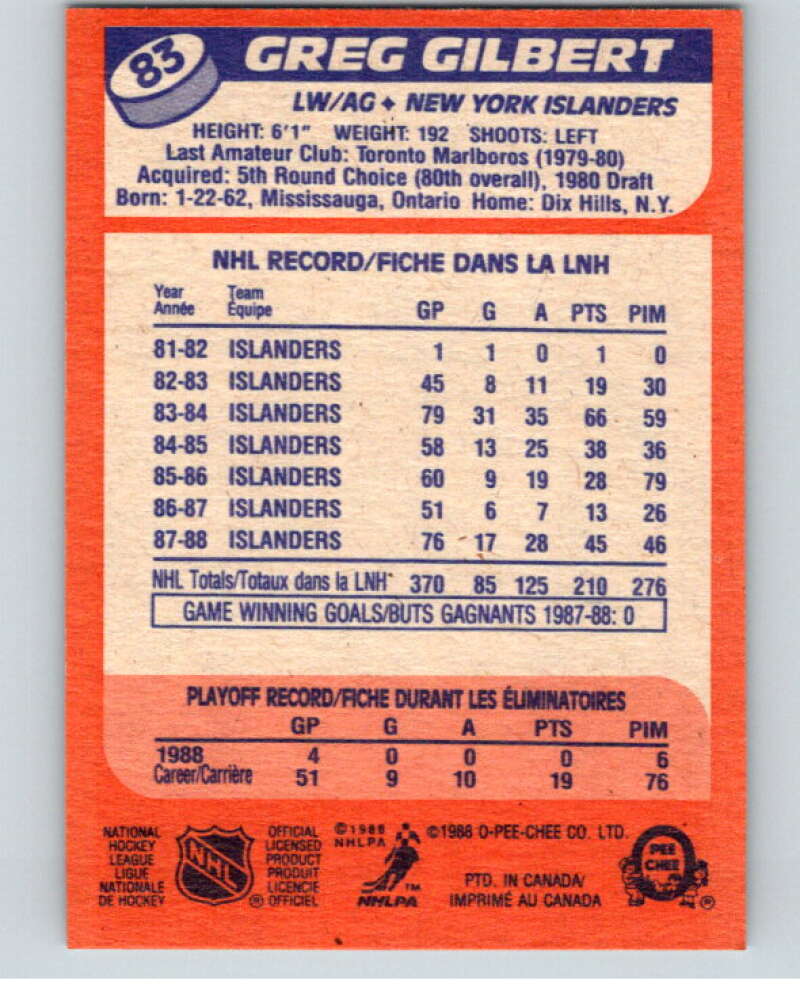 83 GREG GILBERT
LW/AG ♦ NEW YORK ISLANDERS
HEIGHT: 6'1" WEIGHT: 192 SHOOTS: LEFT
Last Amateur Club: Toronto Marlboros (1979-80)
Acquired: 5th Round Choice (80th overall), 1980 Draft
Born: 1-22-62, Mississauga, Ontario Home: Dix Hills, N.Y.
NHL RECORD/FICHE DANS LA LNH
Year Team
Année Équipe GP G A PTS PIM
81-82 ISLANDERS 1 1 0 1 0
82-83 ISLANDERS 45 8 11 19 30
83-84 ISLANDERS 79 31 35 66 59
84-85 ISLANDERS 58 13 25 38 36
85-86 ISLANDERS 60 9 19 28 79
86-87 ISLANDERS 51 6 7 13 26
87-88 ISLANDERS 76 17 28 45 46
NHL Totals/Totaux dans la LNH 370 85 125 210 276
GAME WINNING GOALS/BUTS GAGNANTS 1987-88: 0
PLAYOFF RECORD/FICHE DURANT LES ÉLIMINATOIRES
GP G A PTS PIM
1988 4 0 0 0 6
Career/Carrière 51 9 10 19 76
NATIONAL
HOCKEY
LEAGUE
LIGUE
NATIONALE
DE HOCKEY
NHL
®
OFFICIAL
LICENSED
PRODUCT
PRODUIT
LICENCIE
OFFICIEL
©1988
NHLPA
™
NHLPA
©1988 O-PEE-CHEE CO. LTD.
PTD. IN CANADA/
IMPRIMÉ AU CANADA
PEE
CHEE
®